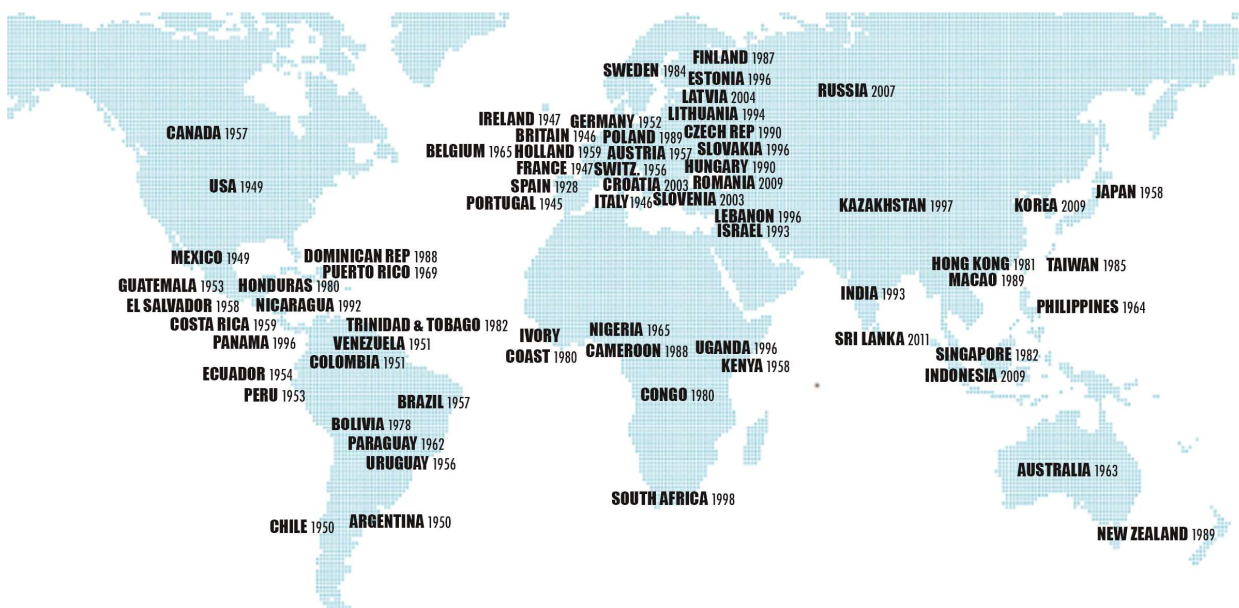 FINLAND 1987
SWEDEN 1984
ESTONIA 1996
RUSSIA 2007
LATVIA 2004
LITHUANIA 1994
IRELAND 1947
GERMANY 1952
CANADA 1957
BRITAIN 1946
POLAND 1989
CZECH REP 1990
BELGIUM 1965
HOLLAND 1959
AUSTRIA 1957
SLOVAKIA 1996
FRANCE 1947
SWITZ. 1956
HUNGARY 1990
USA 1949
SPAIN 1928
CROATIA 2003
ROMANIA 2009
JAPAN 1958
PORTUGAL 1945
ITALY 1946
SLOVENIA 2003
KAZAKHSTAN 1997
KOREA 2009
LEBANON 1996
ISRAEL 1993
MEXICO 1949
DOMINICAN REP 1988
PUERTO RICO 1969
HONG KONG 1981
TAIWAN 1985
MACAO 1989
GUATEMALA 1953
HONDURAS 1980
INDIA 1993
EL SALVADOR 1958
NICARAGUA 1992
PHILIPPINES 1964
COSTA RICA 1959
TRINIDAD & TOBAGO 1982
IVORY
COAST 1980
NIGERIA 1965
SRI LANKA 2011
PANAMA 1996
VENEZUELA 1951
CAMEROON 1988
UGANDA 1996
SINGAPORE 1982
COLOMBIA 1951
KENYA 1958
ECUADOR 1954
INDONESIA 2009
PERU 1953
BRAZIL 1957
CONGO 1980
BOLIVIA 1978
PARAGUAY 1962
URUGUAY 1956
AUSTRALIA 1963
SOUTH AFRICA 1998
CHILE 1950
ARGENTINA 1950
NEW ZEALAND 1989